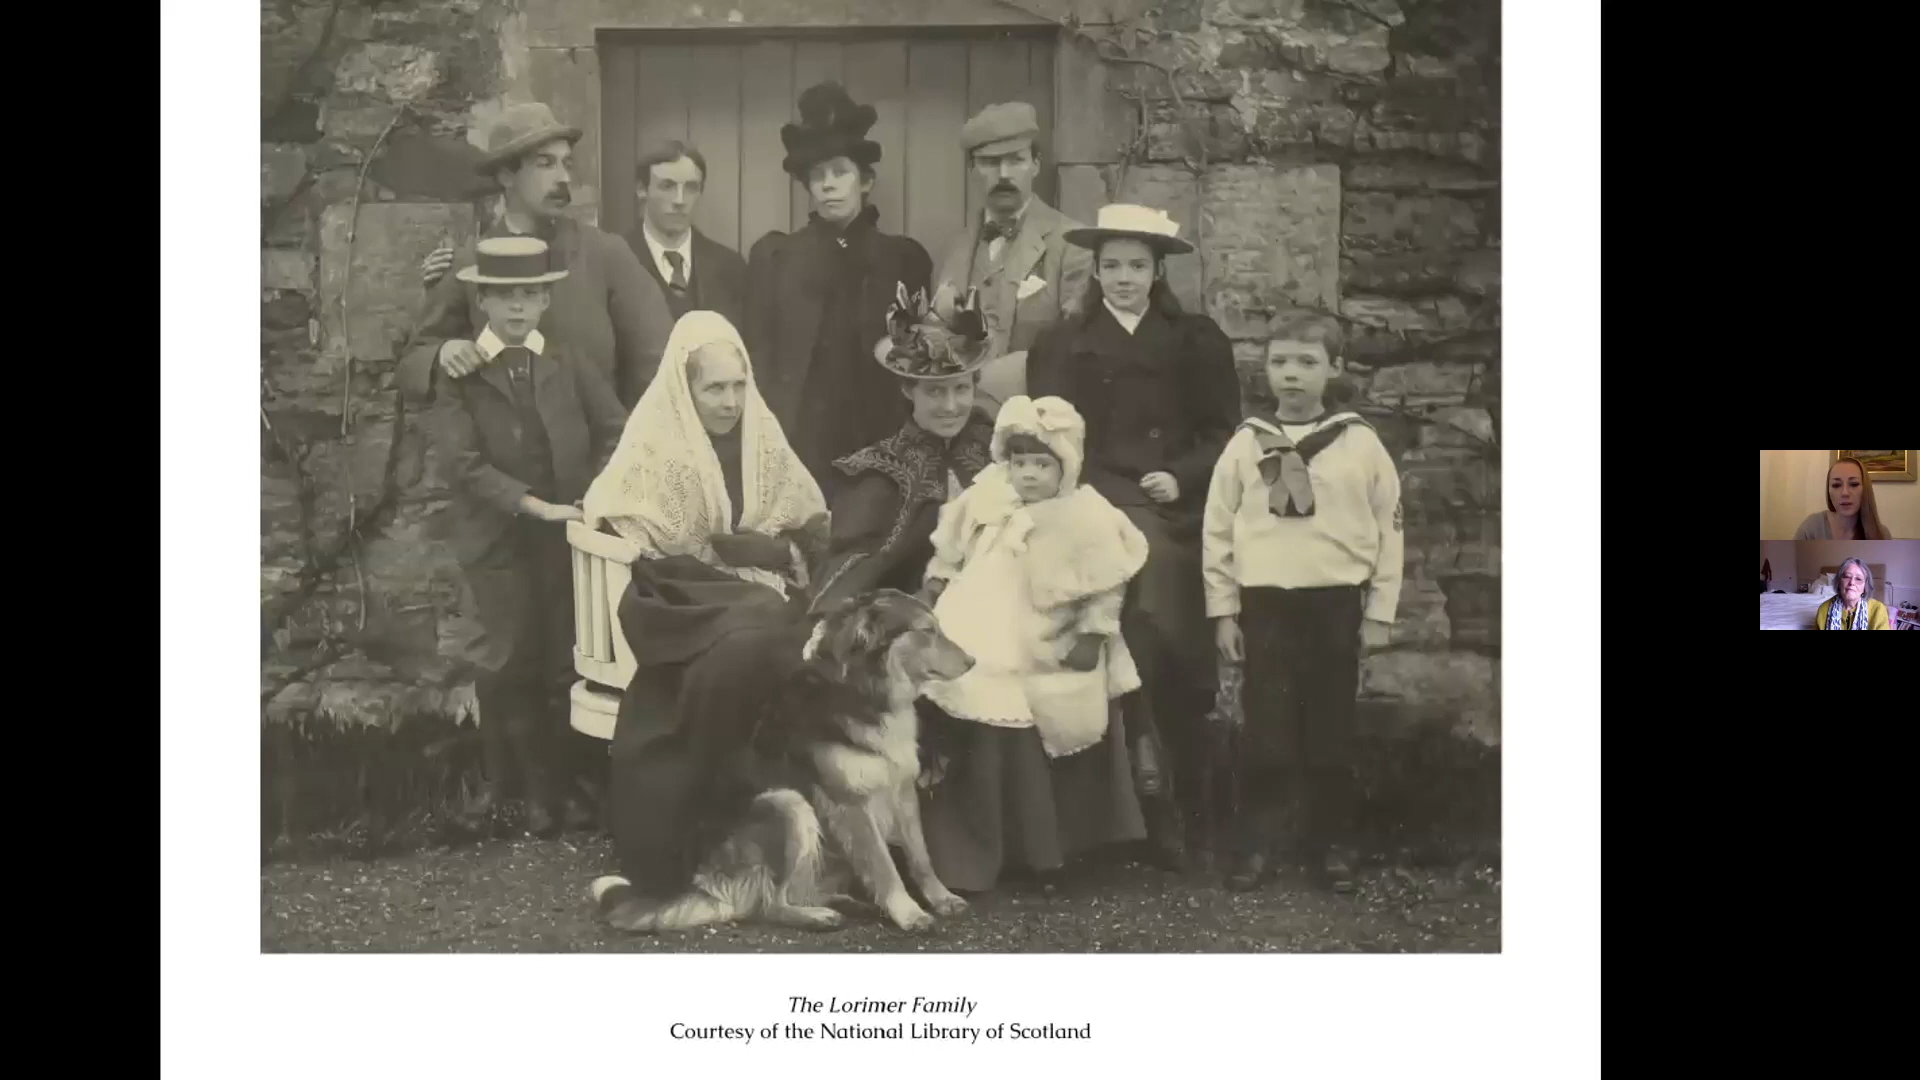 The Lorimer Family
Courtesy of the National Library of Scotland